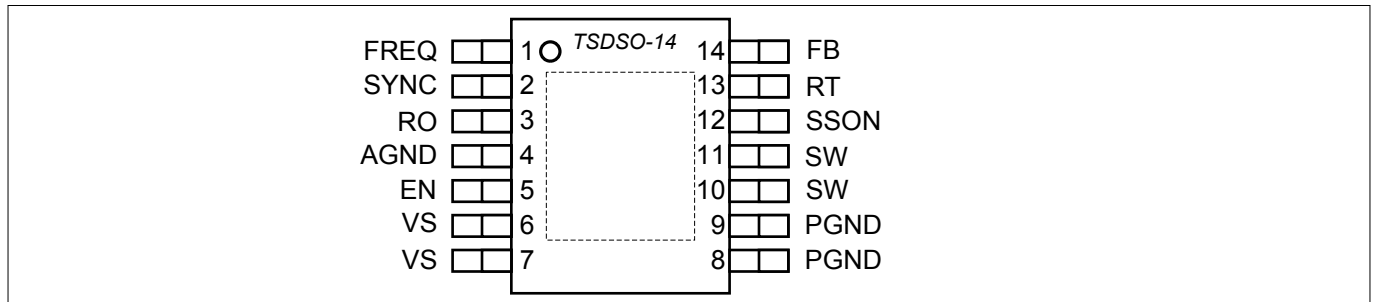 FREQ 1 TSDSO-14 14 FB
SYNC 2 13 RT
RO 3 12 SSON
AGND 4 11 SW
EN 5 10 SW
VS 6 9 PGND
VS 7 8 PGND